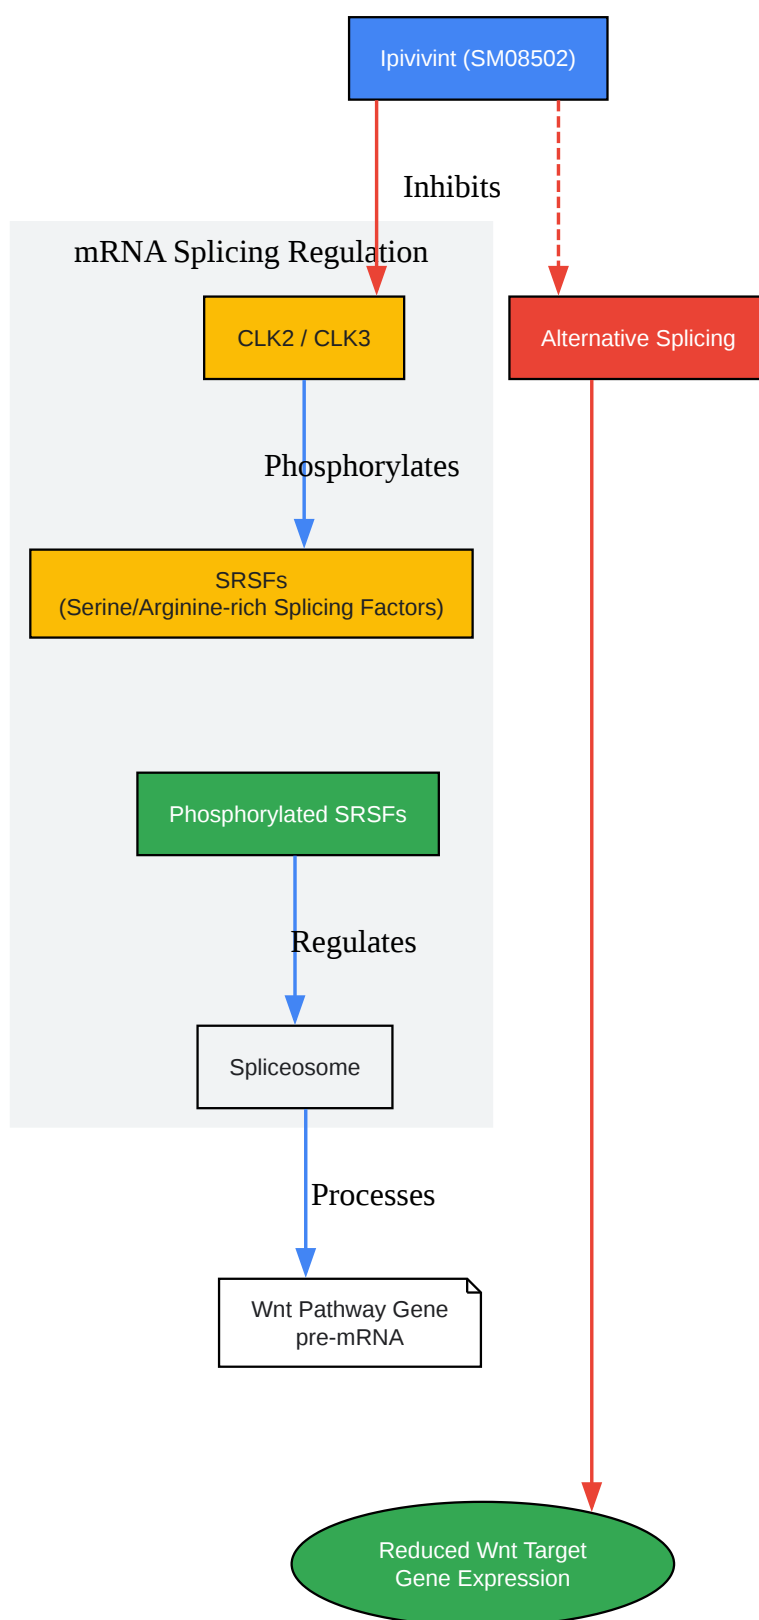 Ipivivint (SM08502)
Inhibits
mRNA Splicing Regulation
CLK2 / CLK3
Alternative Splicing
Phosphorylates
SRSFs
(Serine/Arginine-rich Splicing Factors)
Phosphorylated SRSFs
Regulates
Spliceosome
Processes
Wnt Pathway Gene
pre-mRNA
Reduced Wnt Target
Gene Expression